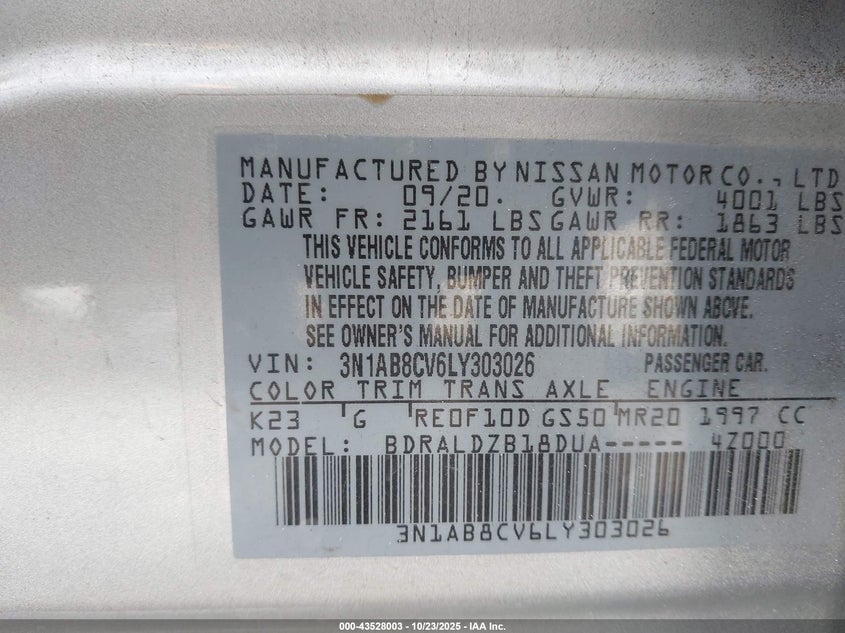 MANUFACTURED BY NISSAN MOTOR CO., LTD
DATE: 09/20. GVWR: 4001 LBS
GAWR FR: 2161 LBS GAWR RR: 1863 LBS
THIS VEHICLE CONFORMS TO ALL APPLICABLE FEDERAL MOTOR
VEHICLE SAFETY, BUMPER AND THEFT PREVENTION STANDARDS
IN EFFECT ON THE DATE OF MANUFACTURE SHOWN ABOVE.
SEE OWNER'S MANUAL FOR ADDITIONAL INFORMATION.
VIN: 3N1AB8CV6LY303026 PASSENGER CAR.
COLOR TRIM TRANS AXLE ENGINE
K23 G RE0F10D GS50 MR20 1997 CC
MODEL: BDRALDZB18DUA----- 4Z000
3N1AB8CV6LY303026
000-43528003 | 10/23/2025 - IAA Inc.